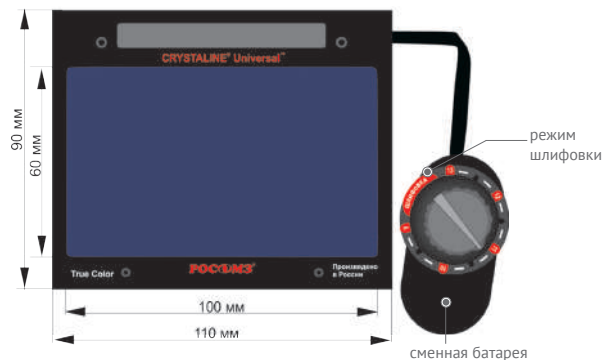 CRYSTALINE® Universal™
90 мм
60 мм
True Color
РОСОМЗ®
Произведено
в России
100 мм
110 мм
режим
шлифовки
ШЛИФОВКА
сменная батарея